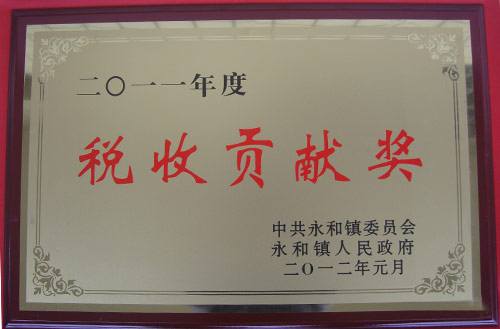 二〇一一年度
税收贡献奖
中共永和镇委员会
永和镇人民政府
二〇一二年元月